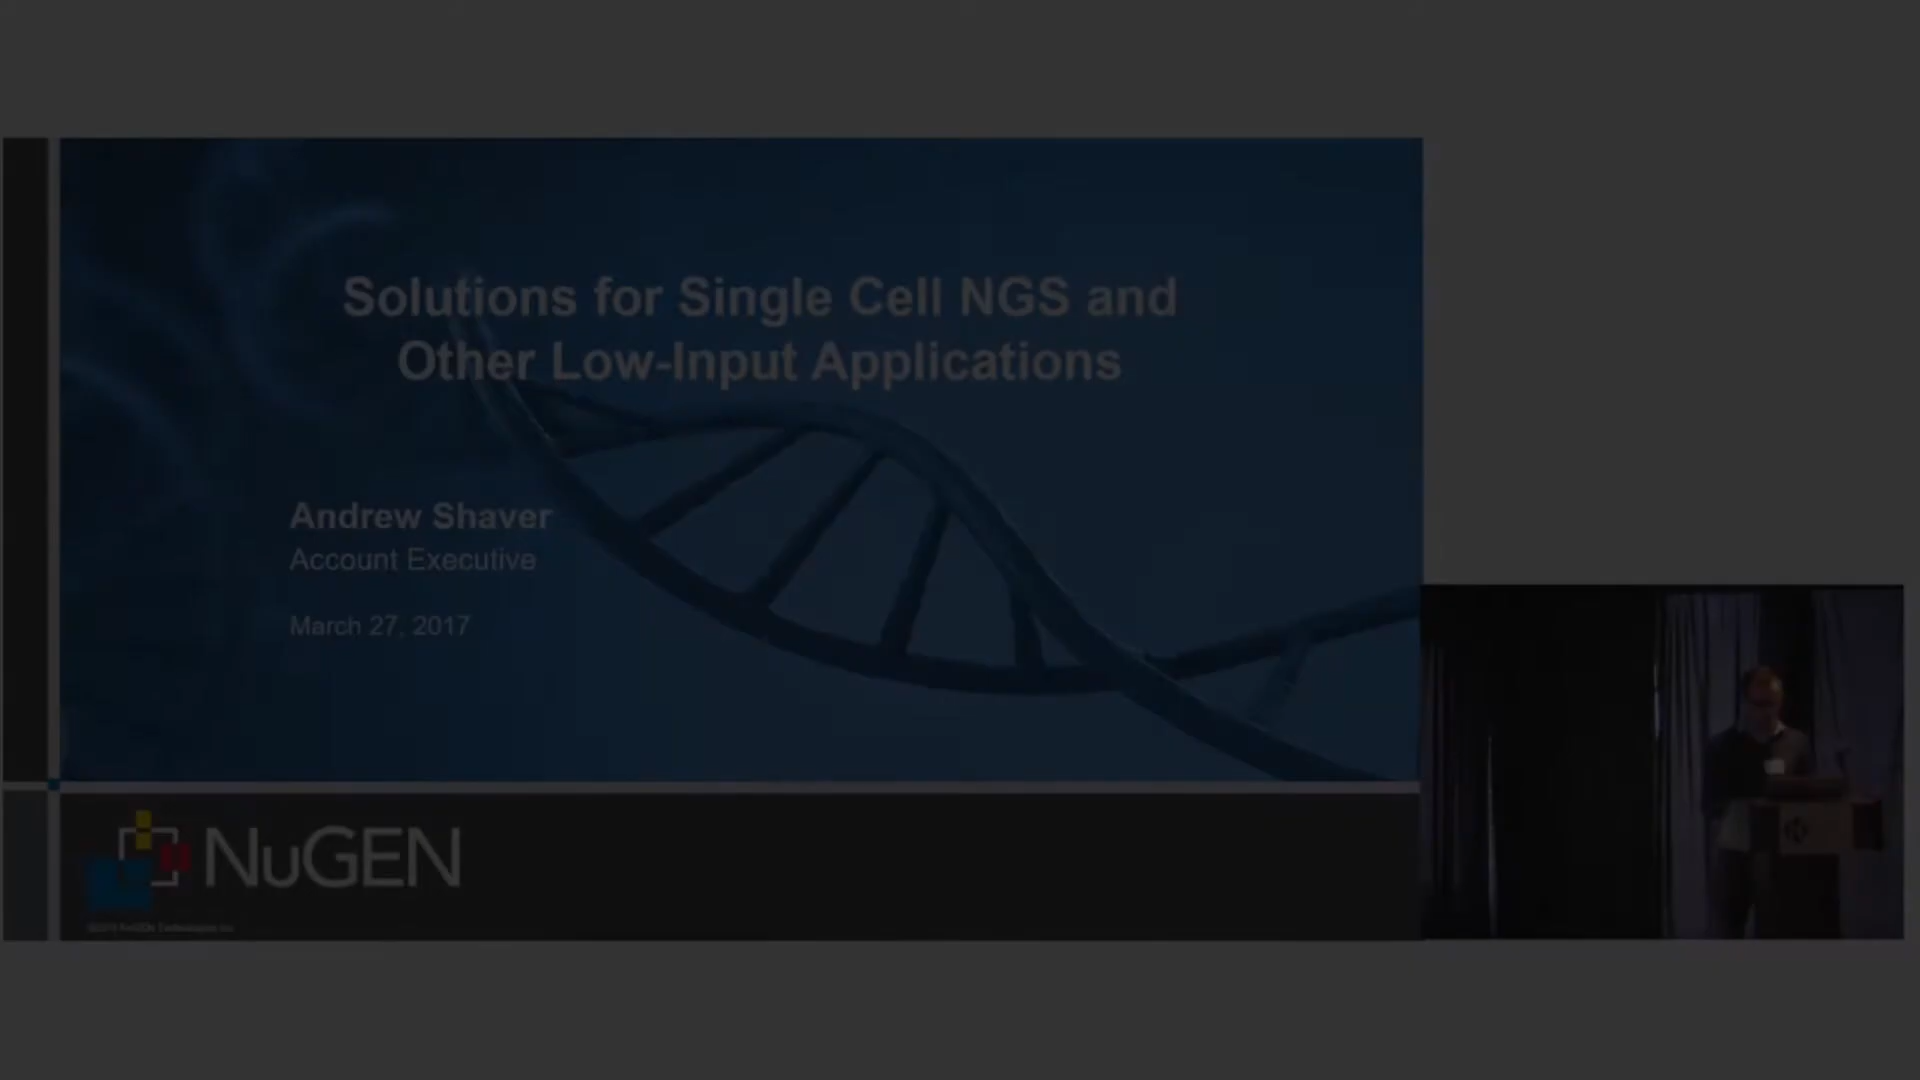 Solutions for Single Cell NGS and
Other Low-Input Applications
Andrew Shaver
Account Executive
March 27, 2017
NuGEN